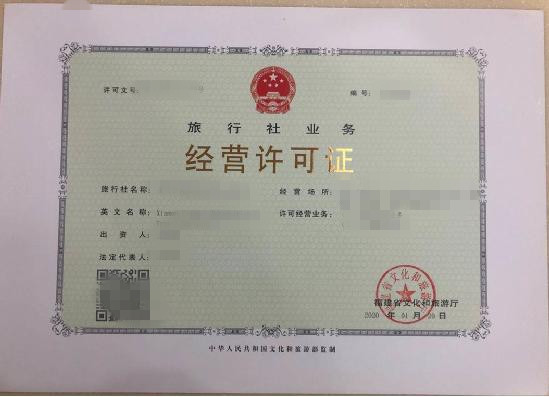 许可文号:
编号:
旅行社业务
经营许可证
旅行社名称:
经营场所:
英文名称:
许可经营业务:
出资人:
法定代表人:
福建省文化和旅游厅
2020 年 01 月 20 日
中华人民共和国文化和旅游部监制